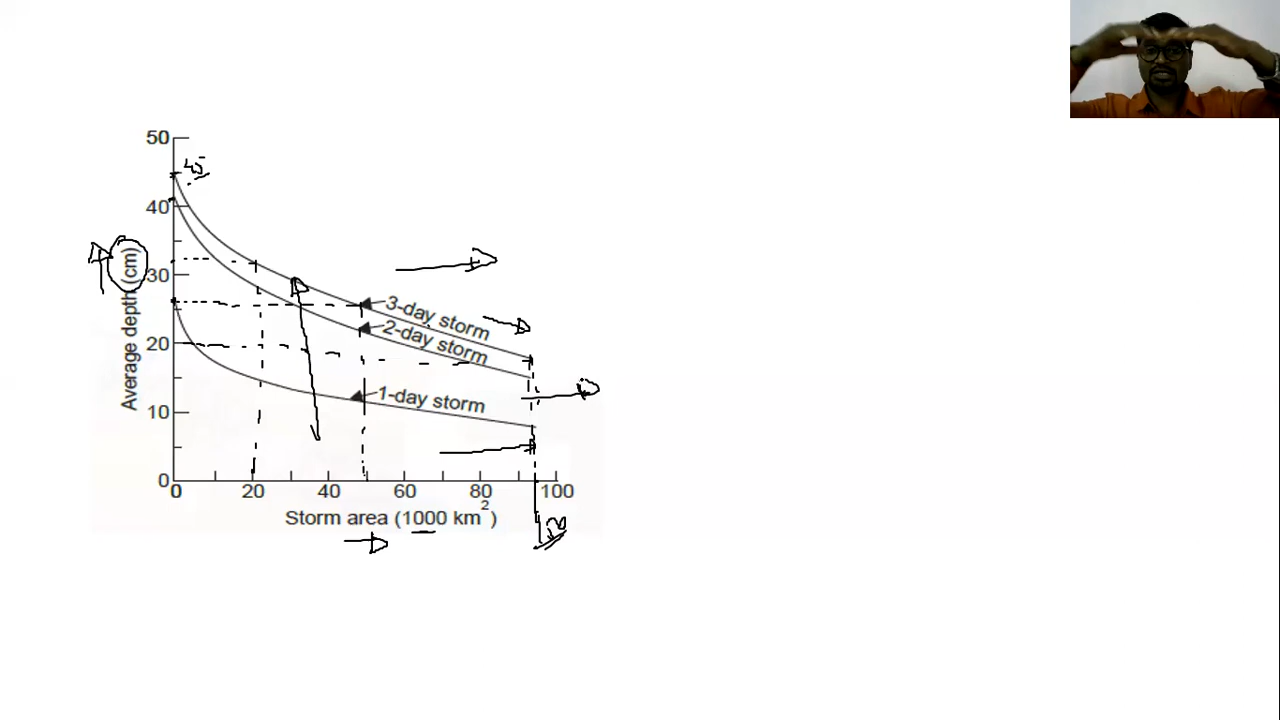 50
45
40
30
20
10
0
Average depth (cm)
3-day storm
2-day storm
1-day storm
0 20 40 60 80 100
Storm area (1000 km²)